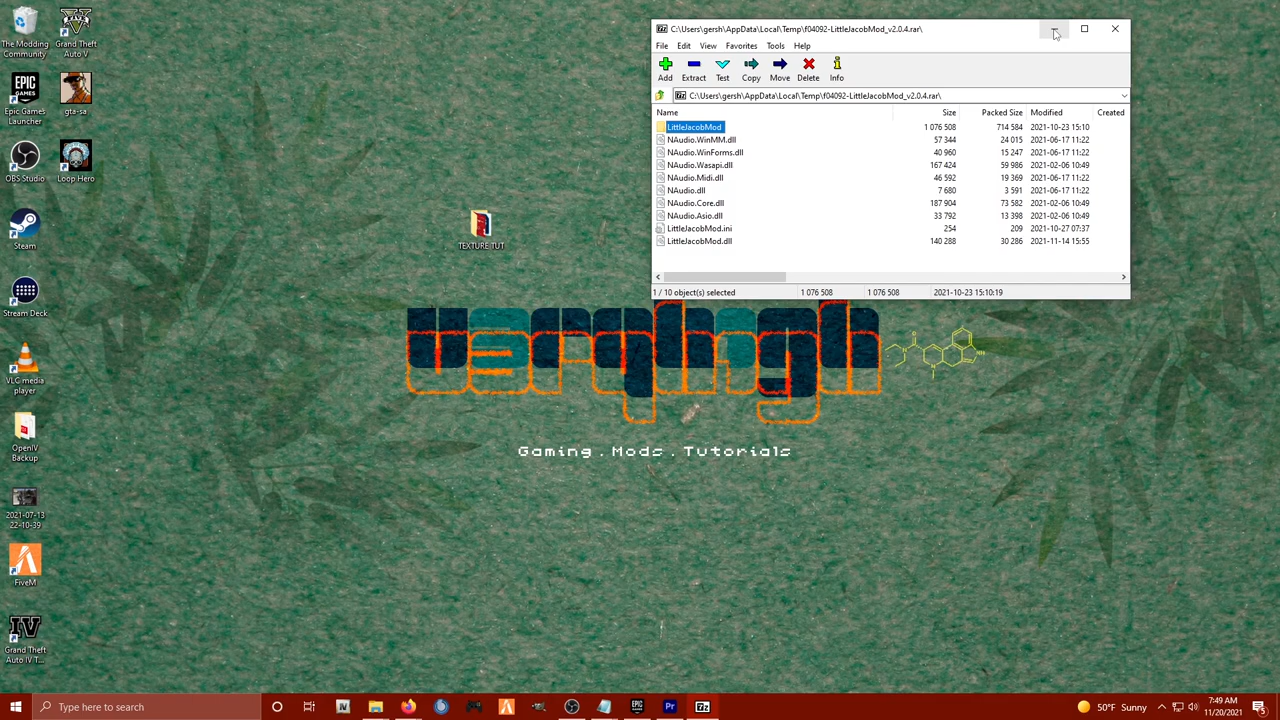 The Modding
Community
Grand Theft
Auto V
Epic Games
Launcher
gta-sa
OBS Studio
Loop Hero
Steam
Stream Deck
VLC media
player
OpenIV
Backup
2021-07-13
22-10-39
FiveM
Grand Theft
Auto IV T...
TEXTURE TUT
C:\Users\gersh\AppData\Local\Temp\f04092-LittleJacobMod_v2.0.4.rar\
File Edit View Favorites Tools Help
Add Extract Test Copy Move Delete Info
C:\Users\gersh\AppData\Local\Temp\f04092-LittleJacobMod_v2.0.4.rar\
Name Size Packed Size Modified Created
LittleJacobMod 1 076 508 714 584 2021-10-23 15:10
NAudio.WinMM.dll 57 344 24 015 2021-06-17 11:22
NAudio.WinForms.dll 40 960 15 247 2021-06-17 11:22
NAudio.Wasapi.dll 167 424 59 986 2021-02-06 10:49
NAudio.Midi.dll 46 592 19 369 2021-06-17 11:22
NAudio.dll 7 680 3 591 2021-06-17 11:22
NAudio.Core.dll 187 904 73 582 2021-02-06 10:49
NAudio.Asio.dll 33 792 13 398 2021-02-06 10:49
LittleJacobMod.ini 254 209 2021-10-27 07:37
LittleJacobMod.dll 140 288 30 286 2021-11-14 15:55
1 / 10 object(s) selected 1 076 508 1 076 508 2021-10-23 15:10:19
Gaming . Mods . Tutorials
Type here to search
50°F Sunny
7:49 AM
11/20/2021